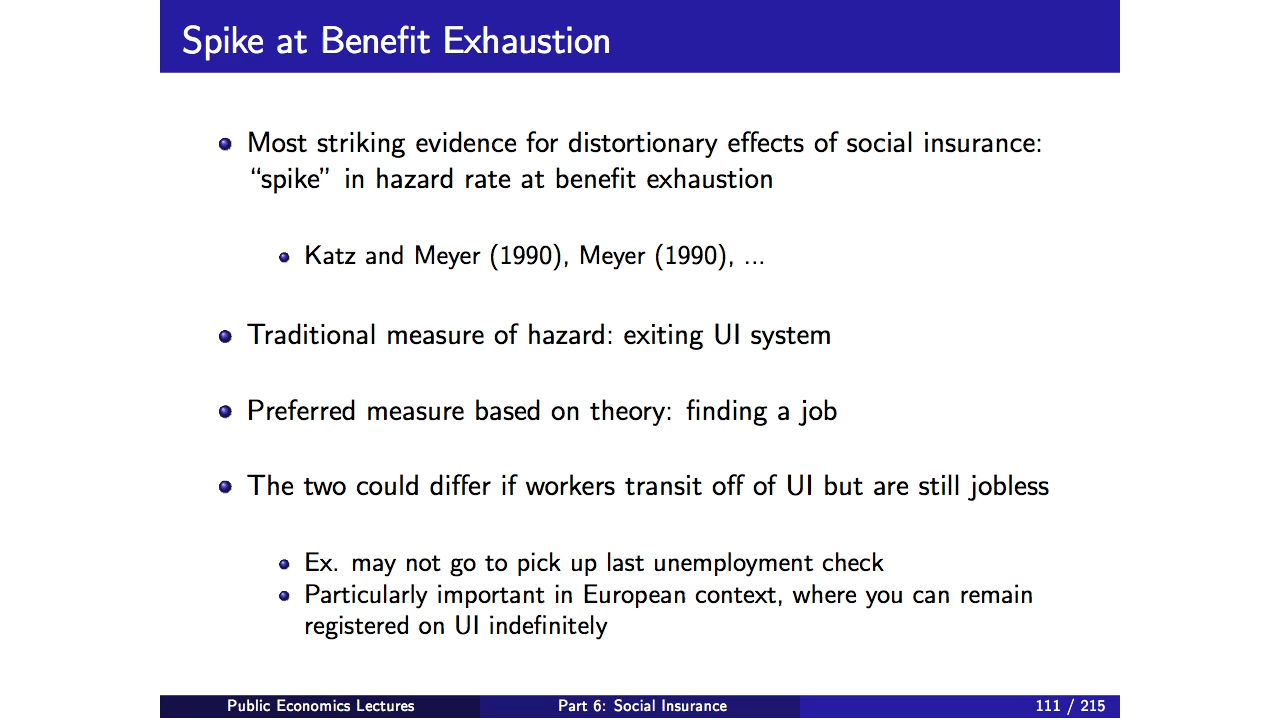 Spike at Benefit Exhaustion
Most striking evidence for distortionary effects of social insurance:
“spike” in hazard rate at benefit exhaustion
Katz and Meyer (1990), Meyer (1990), ...
Traditional measure of hazard: exiting UI system
Preferred measure based on theory: finding a job
The two could differ if workers transit off of UI but are still jobless
Ex. may not go to pick up last unemployment check
Particularly important in European context, where you can remain
registered on UI indefinitely
Public Economics Lectures
Part 6: Social Insurance
111 / 215